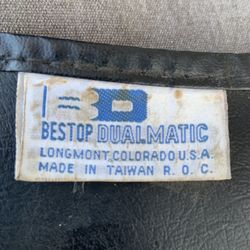 BESTOP DUALMATIC
LONGMONT, COLORADO U.S.A.
MADE IN TAIWAN R. O. C.